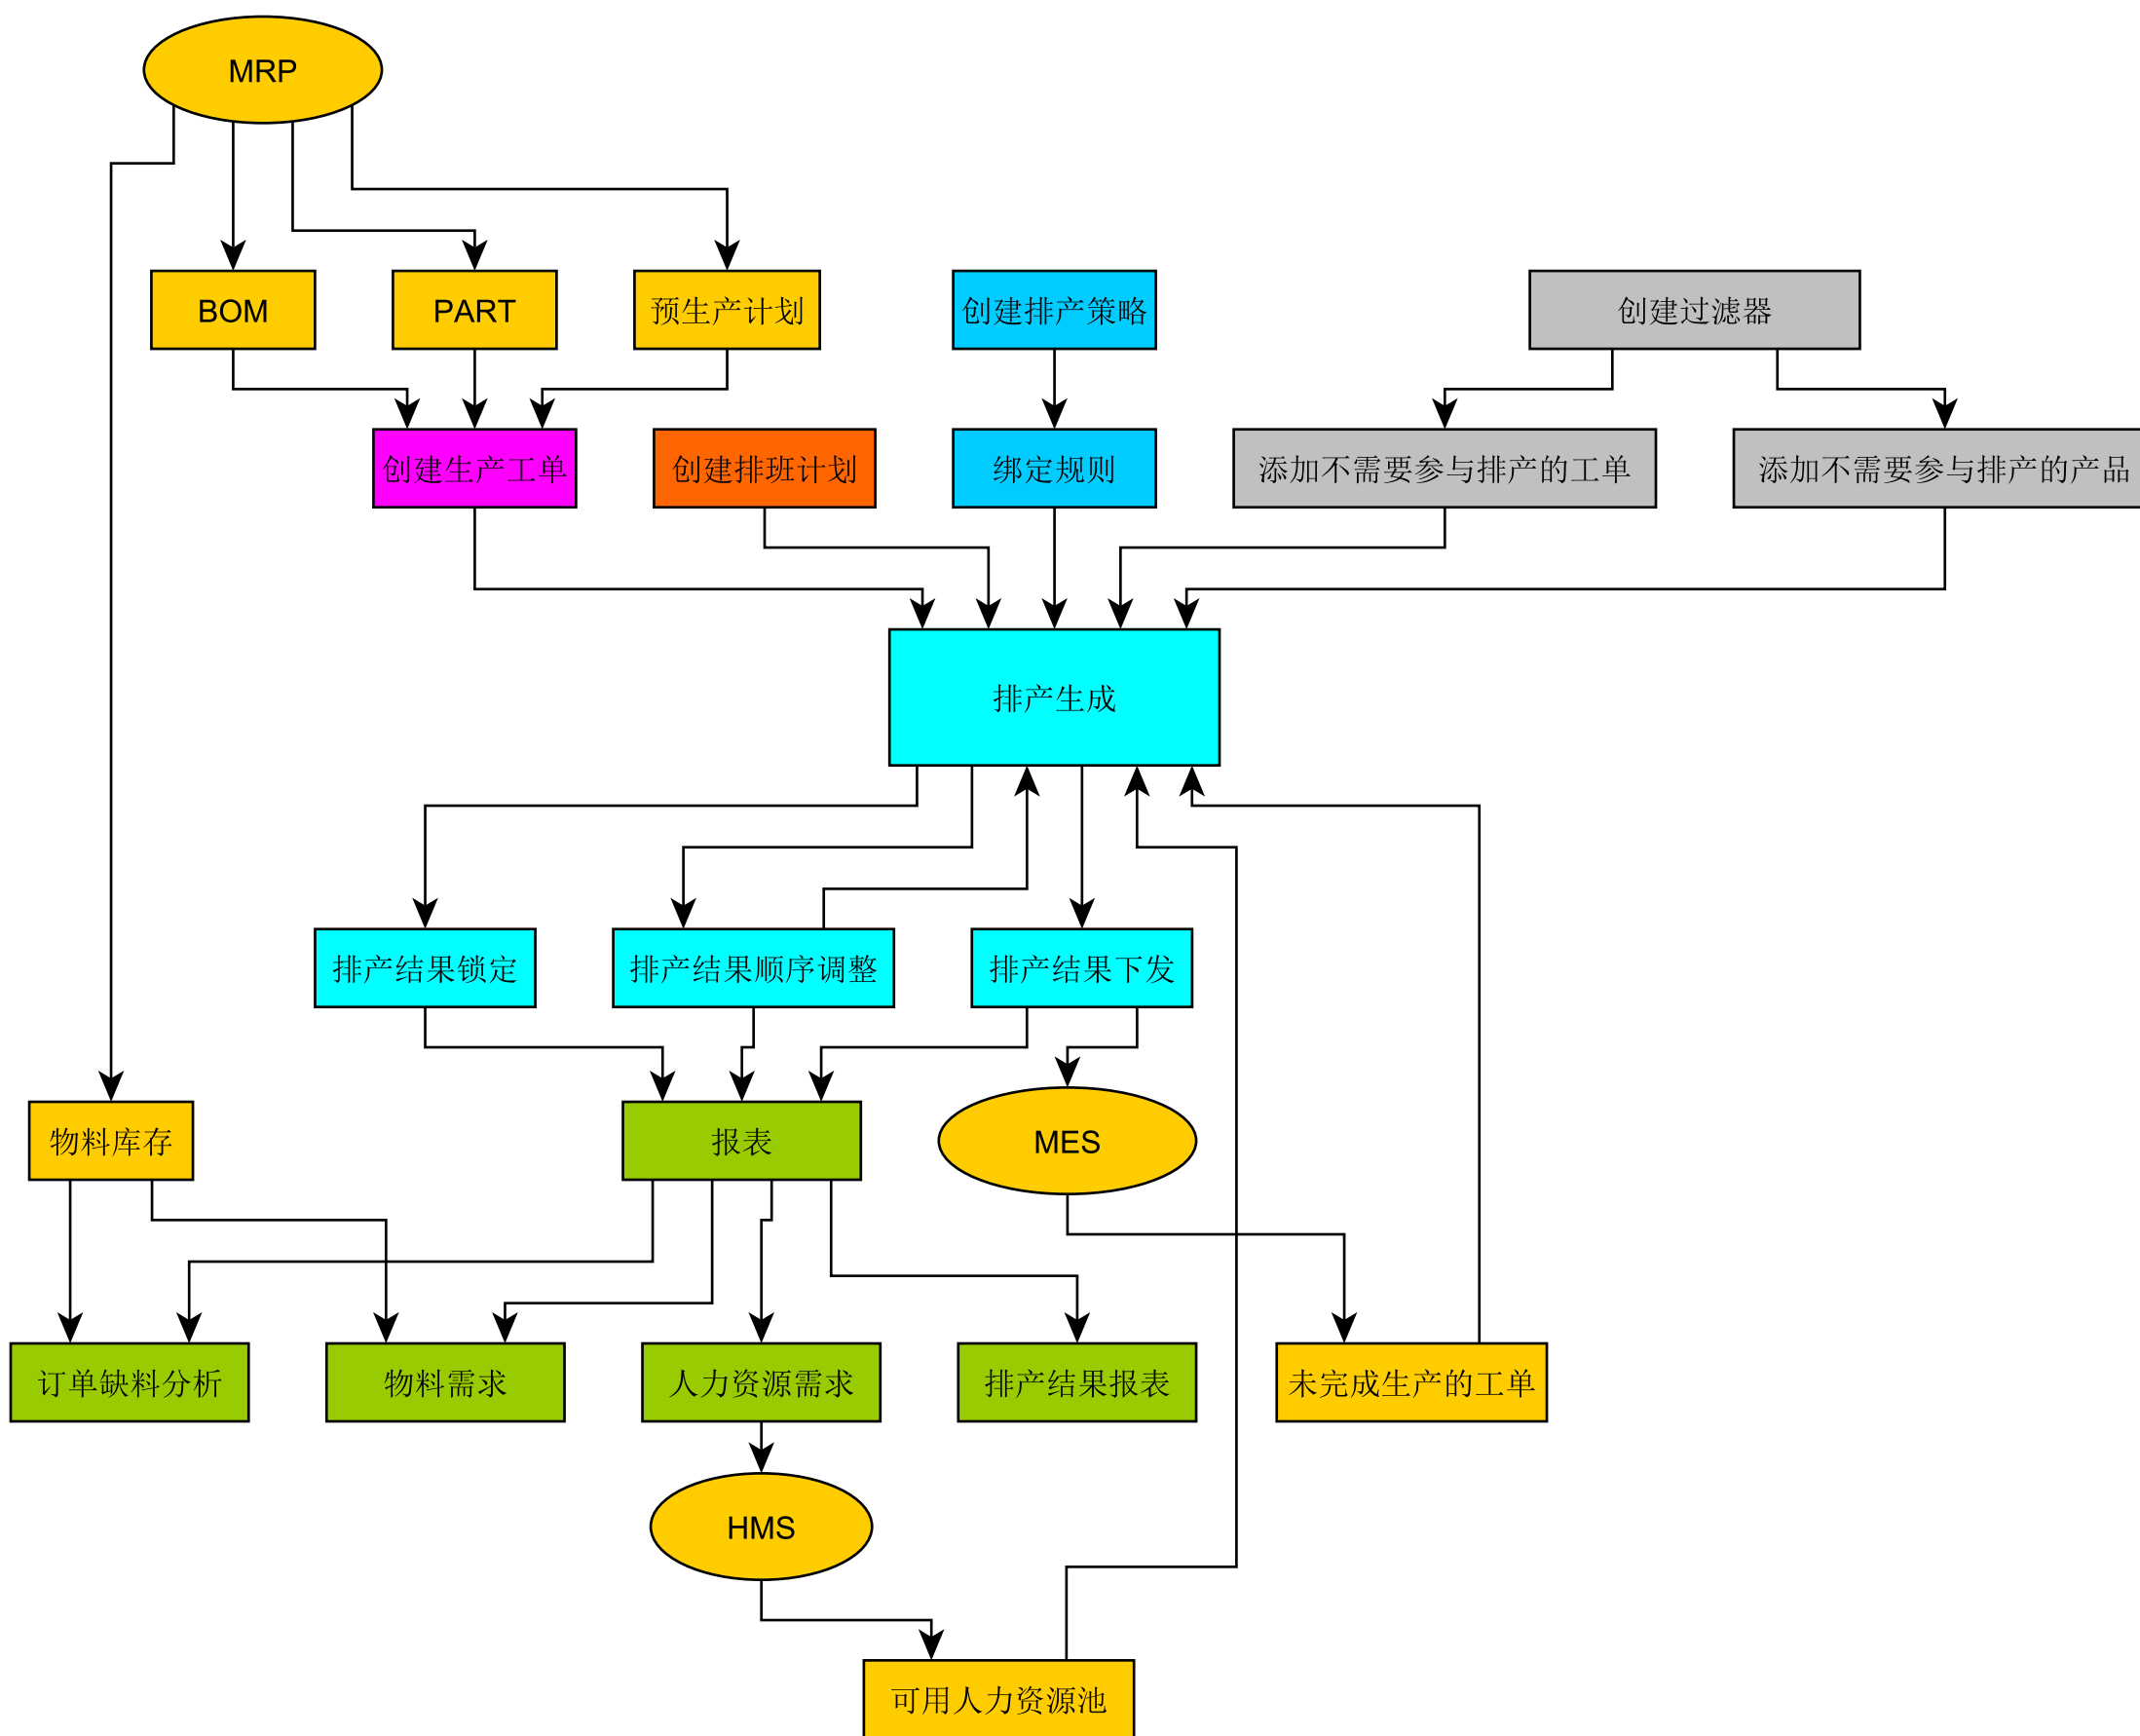 MRP
BOM
PART
预生产计划
创建排产策略
创建过滤器
创建生产工单
创建排班计划
绑定规则
添加不需要参与排产的工单
添加不需要参与排产的产品
排产生成
排产结果锁定
排产结果顺序调整
排产结果下发
物料库存
报表
MES
订单缺料分析
物料需求
人力资源需求
排产结果报表
未完成生产的工单
HMS
可用人力资源池